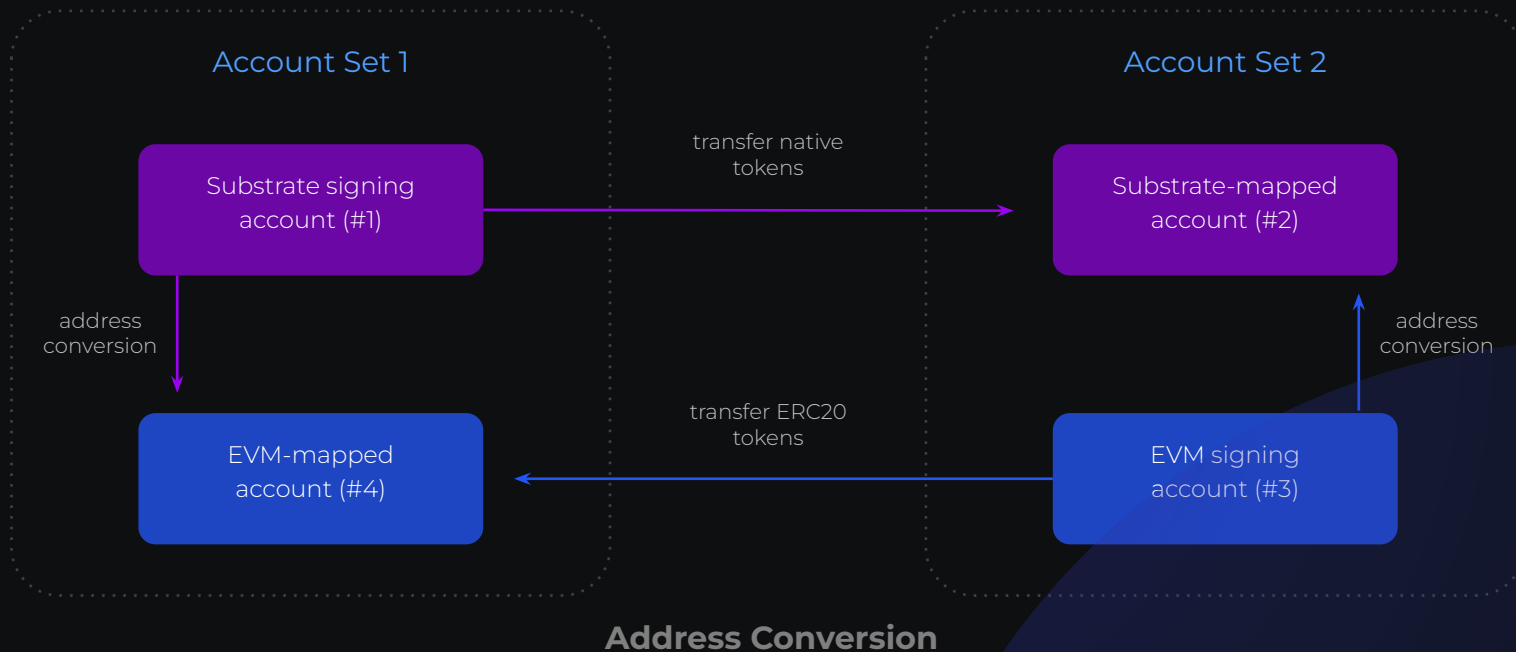 Account Set 1
Account Set 2
transfer native
tokens
Substrate signing
account (#1)
Substrate-mapped
account (#2)
address
conversion
address
conversion
transfer ERC20
tokens
EVM-mapped
account (#4)
EVM signing
account (#3)
Address Conversion